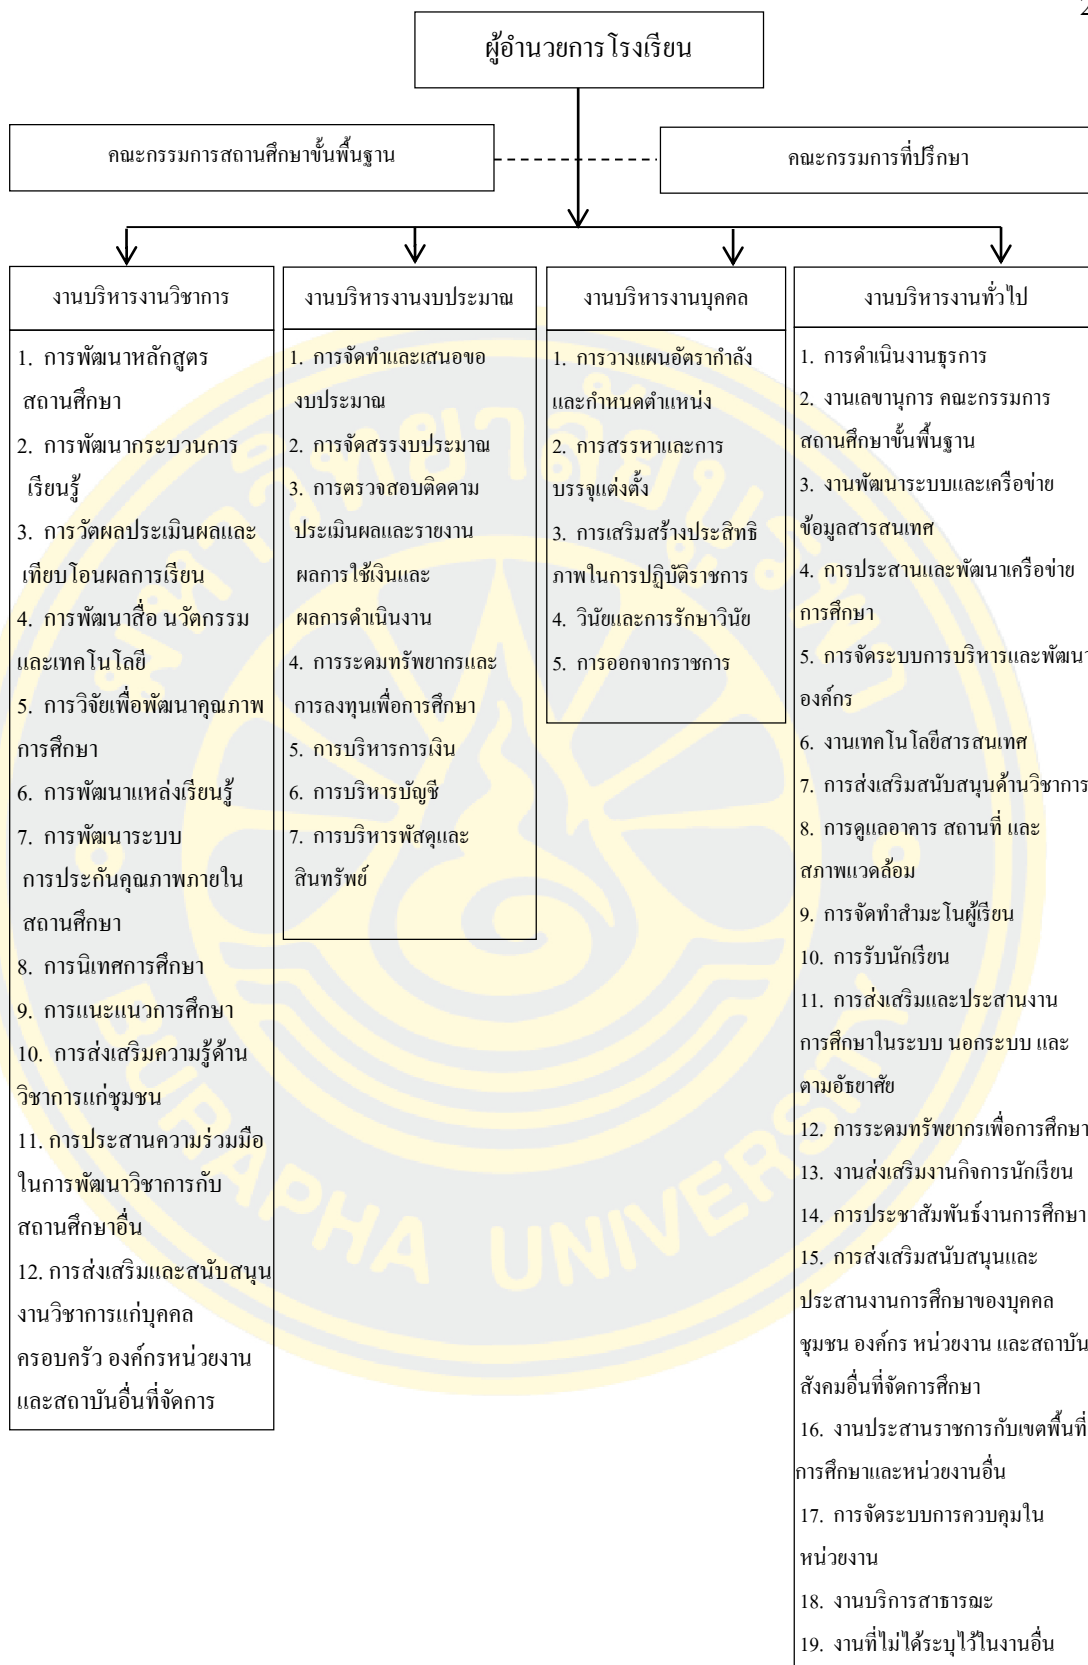 2
ผู้อำนวยการโรงเรียน
คณะกรรมการสถานศึกษาขั้นพื้นฐาน
คณะกรรมการที่ปรึกษา
งานบริหารงานวิชาการ
1. การพัฒนาหลักสูตร
สถานศึกษา
2. การพัฒนากระบวนการ
เรียนรู้
3. การวัดผลประเมินผลและ
เทียบโอนผลการเรียน
4. การพัฒนาสื่อ นวัตกรรม
และเทคโนโลยี
5. การวิจัยเพื่อพัฒนาคุณภาพ
การศึกษา
6. การพัฒนาแหล่งเรียนรู้
7. การพัฒนาระบบ
การประกันคุณภาพภายใน
สถานศึกษา
8. การนิเทศการศึกษา
9. การแนะแนวการศึกษา
10. การส่งเสริมความรู้ด้าน
วิชาการแก่ชุมชน
11. การประสานความร่วมมือ
ในการพัฒนาวิชาการกับ
สถานศึกษาอื่น
12. การส่งเสริมและสนับสนุน
งานวิชาการแก่บุคคล
ครอบครัว องค์กรหน่วยงาน
และสถาบันอื่นที่จัดการ
งานบริหารงานงบประมาณ
1. การจัดทำและเสนอขอ
งบประมาณ
2. การจัดสรรงบประมาณ
3. การตรวจสอบติดตาม
ประเมินผลและรายงาน
ผลการใช้เงินและ
ผลการดำเนินงาน
4. การระดมทรัพยากรและ
การลงทุนเพื่อการศึกษา
5. การบริหารการเงิน
6. การบริหารบัญชี
7. การบริหารพัสดุและ
สินทรัพย์
งานบริหารงานบุคคล
1. การวางแผนอัตรากำลัง
และกำหนดตำแหน่ง
2. การสรรหาและการ
บรรจุแต่งตั้ง
3. การเสริมสร้างประสิทธิ
ภาพในการปฏิบัติราชการ
4. วินัยและการรักษาวินัย
5. การออกจากราชการ
งานบริหารงานทั่วไป
1. การดำเนินงานธุรการ
2. งานเลขานุการ คณะกรรมการ
สถานศึกษาขั้นพื้นฐาน
3. งานพัฒนาระบบและเครือข่าย
ข้อมูลสารสนเทศ
4. การประสานและพัฒนาเครือข่าย
การศึกษา
5. การจัดระบบการบริหารและพัฒนา
องค์กร
6. งานเทคโนโลยีสารสนเทศ
7. การส่งเสริมสนับสนุนด้านวิชาการ
8. การดูแลอาคาร สถานที่ และ
สภาพแวดล้อม
9. การจัดทำสำมะโนผู้เรียน
10. การรับนักเรียน
11. การส่งเสริมและประสานงาน
การศึกษาในระบบ นอกระบบ และ
ตามอัธยาศัย
12. การระดมทรัพยากรเพื่อการศึกษา
13. งานส่งเสริมงานกิจการนักเรียน
14. การประชาสัมพันธ์งานการศึกษา
15. การส่งเสริมสนับสนุนและ
ประสานงานการศึกษาของบุคคล
ชุมชน องค์กร หน่วยงาน และสถาบัน
สังคมอื่นที่จัดการศึกษา
16. งานประสานราชการกับเขตพื้นที่
การศึกษาและหน่วยงานอื่น
17. การจัดระบบการควบคุมใน
หน่วยงาน
18. งานบริการสาธารณะ
19. งานที่ไม่ได้ระบุไว้ในงานอื่น
มหาวิทยาลัยบูรพา
BURAPHA UNIVERSITY